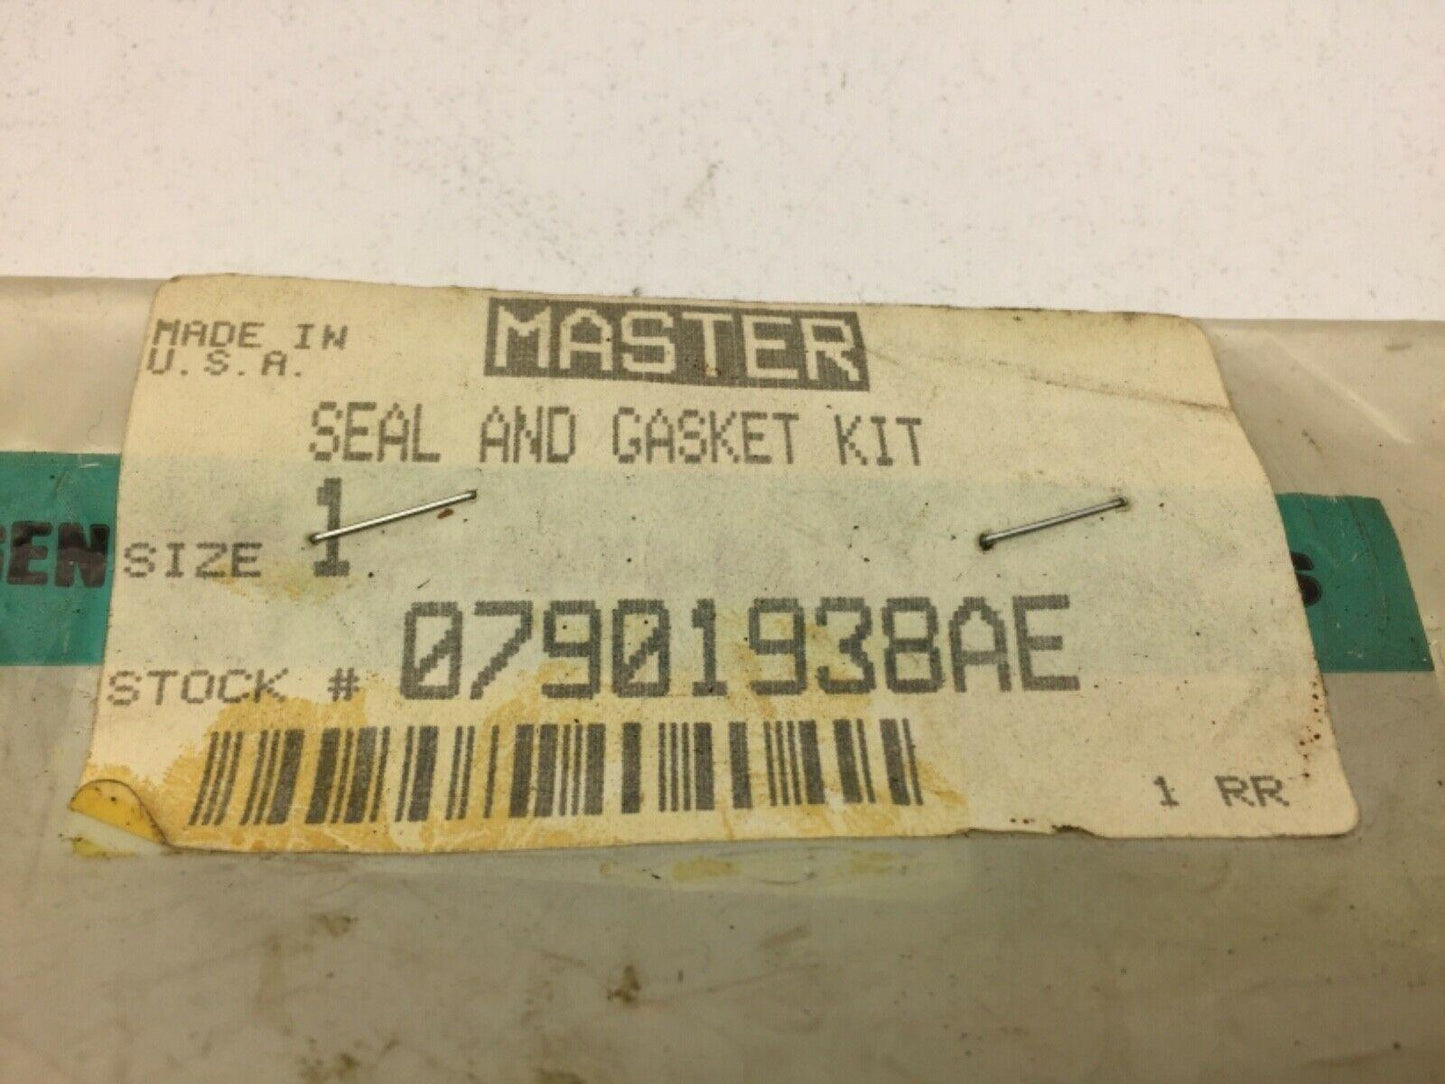 MADE IN
U.S.A.
MASTER
SEAL AND GASKET KIT
SIZE 1
STOCK # 07901938AE
1 RR